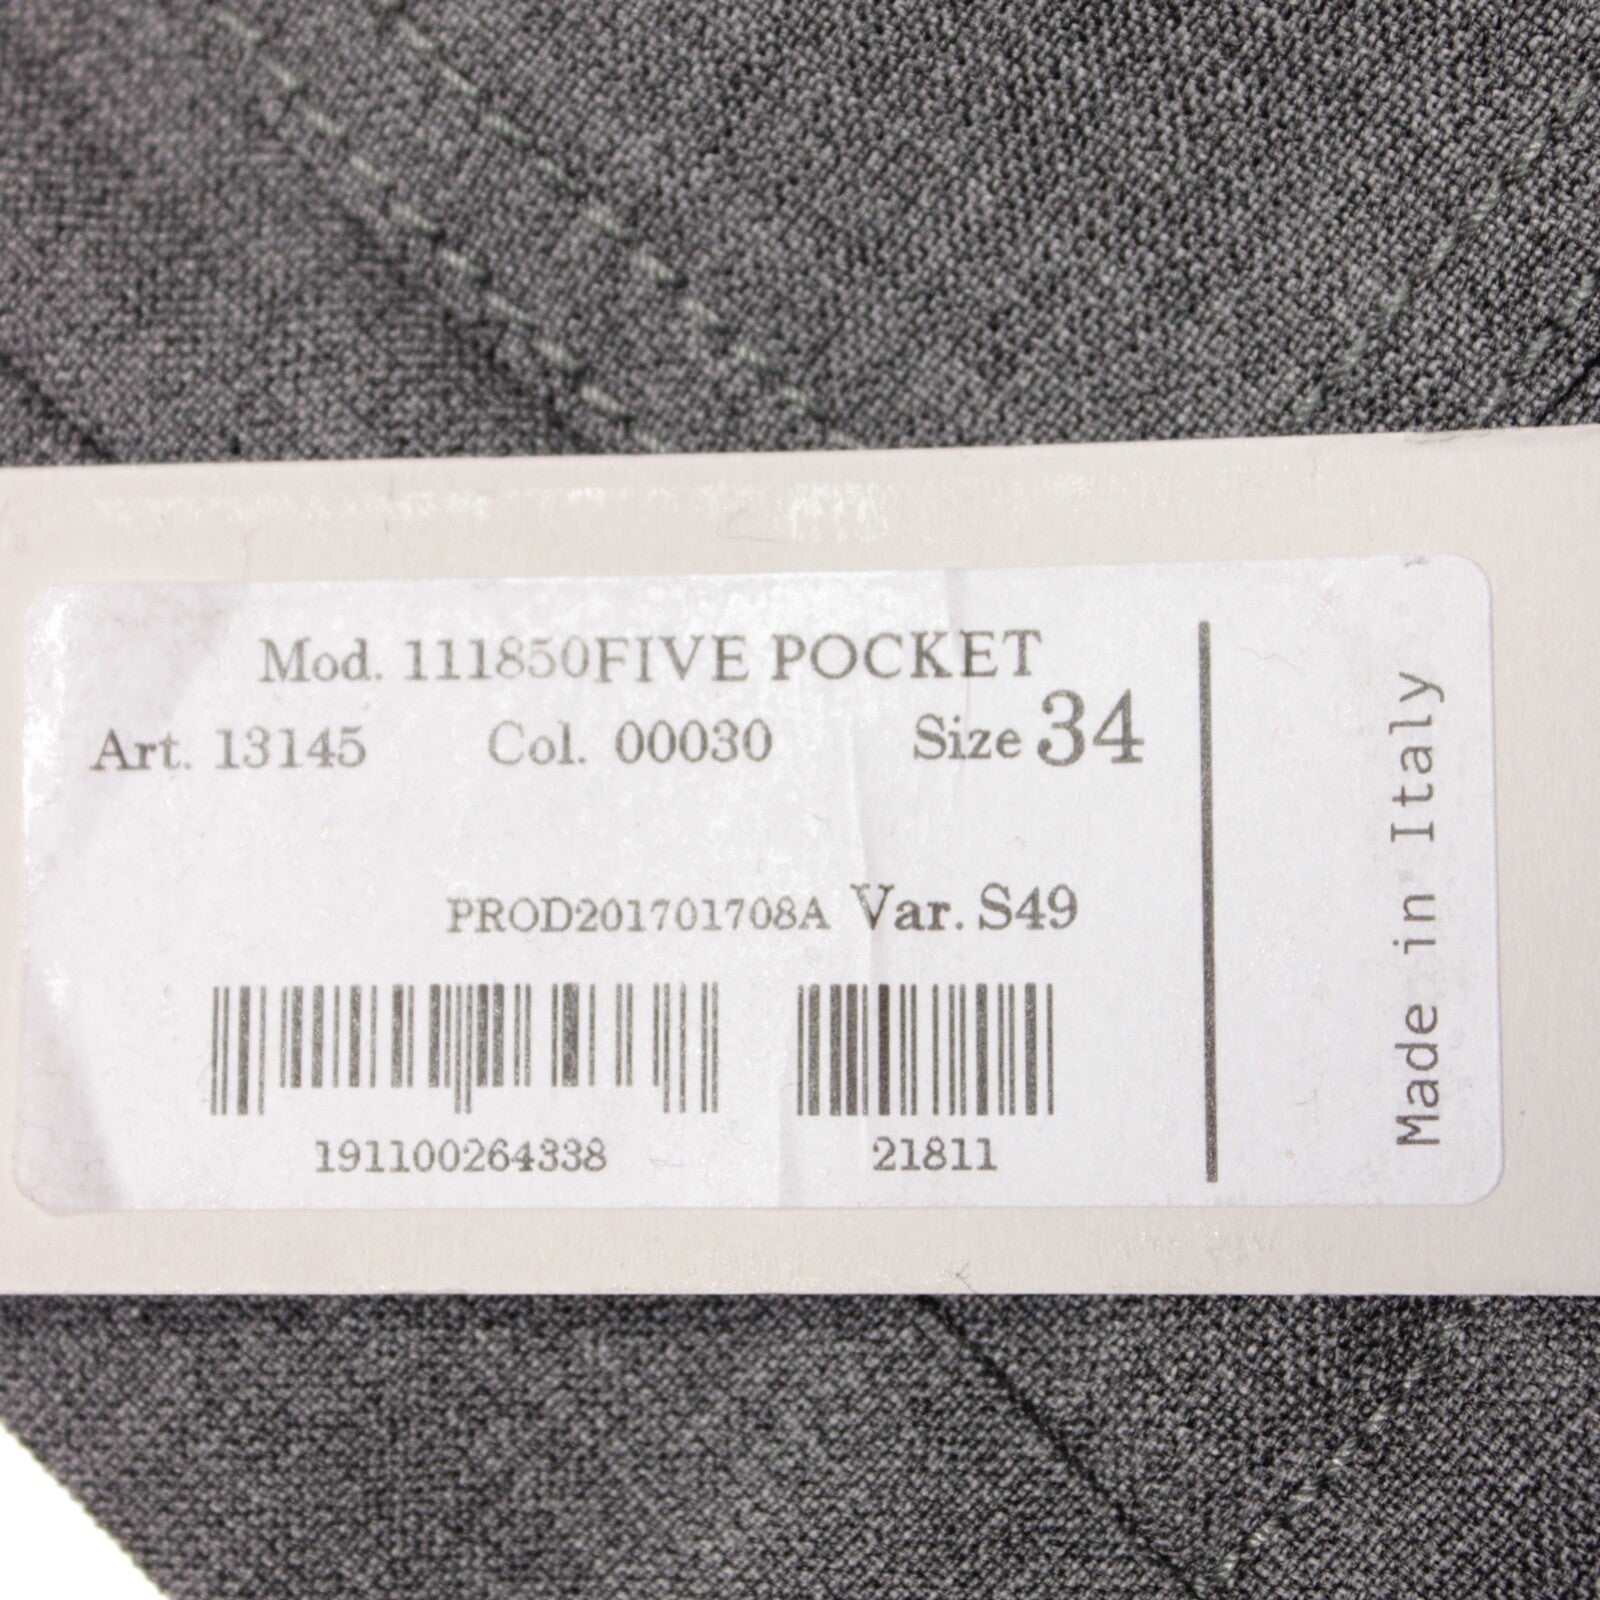 Mod. 111850FIVE POCKET
Art. 13145 Col. 00030 Size 34
PROD201701708A Var. S49
191100264338 21811
Made in Italy